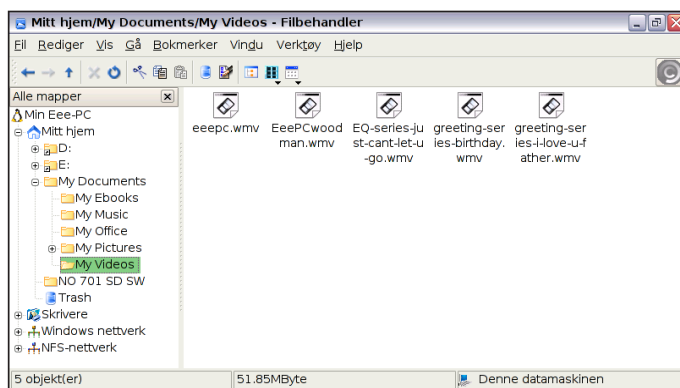 Mitt hjem/My Documents/My Videos - Filbehandler
Fil Rediger Vis Gå Bokmerker Vindu Verktøy Hjelp
Alle mapper
Min Eee-PC
Mitt hjem
D:
E:
My Documents
My Ebooks
My Music
My Office
My Pictures
My Videos
NO 701 SD SW
Trash
Skrivere
Windows nettverk
NFS-nettverk
eeepc.wmv
EeePCwood
man.wmv
EQ-series-ju
st-cant-let-u
-go.wmv
greeting-ser
ies-birthday.
wmv
greeting-ser
ies-i-love-u-f
ather.wmv
5 objekt(er)
51.85MByte
Denne datamaskinen